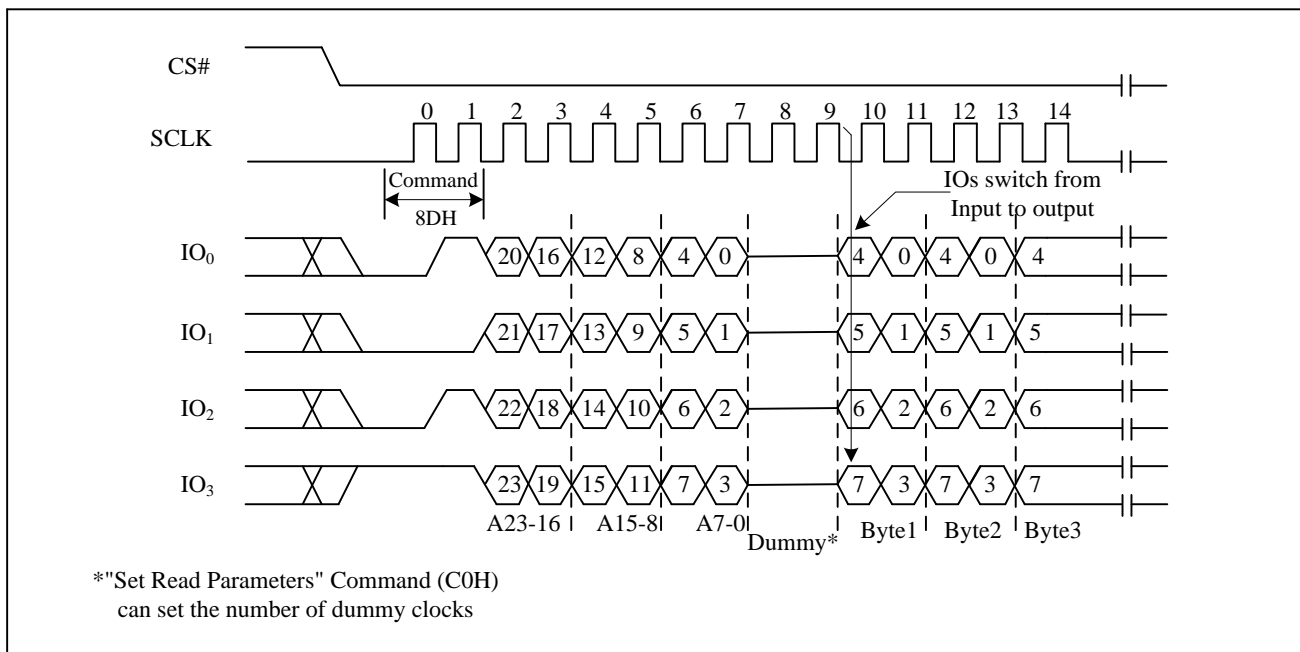 CS#
0 1 2 3 4 5 6 7 8 9 10 11 12 13 14
SCLK
Command
8DH
IOs switch from
Input to output
IO0 20 16 12 8 4 0 4 0 4 0 4
IO1 21 17 13 9 5 1 5 1 5 1 5
IO2 22 18 14 10 6 2 6 2 6 2 6
IO3 23 19 15 11 7 3 7 3 7 3 7
A23-16 A15-8 A7-0 Dummy* Byte1 Byte2 Byte3
*"Set Read Parameters" Command (C0H)
can set the number of dummy clocks